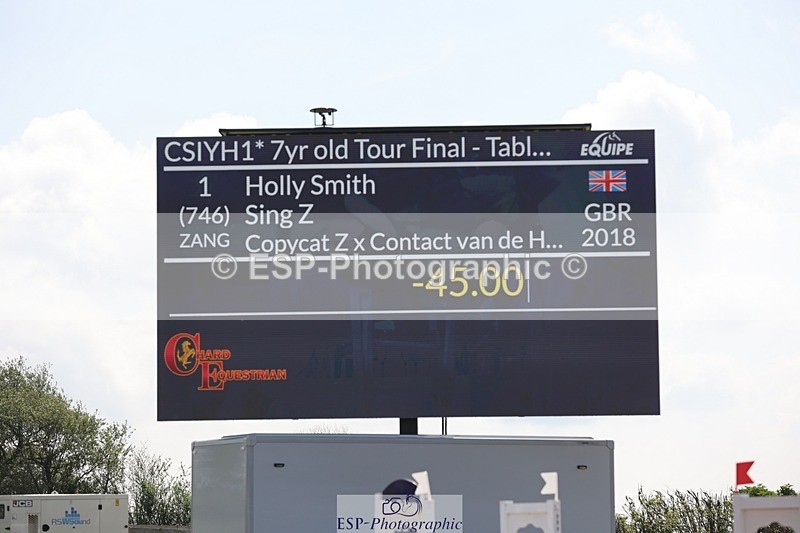 CSIYH1* 7yr old Tour Final - Tabl...
EQUIPE
1 Holly Smith
(746) Sing Z GBR
ZANG Copycat Z x Contact van de H... 2018
© ESP-Photographic ©
-45.00
CHARD
EQUESTRIAN
JCB
RSWsound
ESP-Photographic